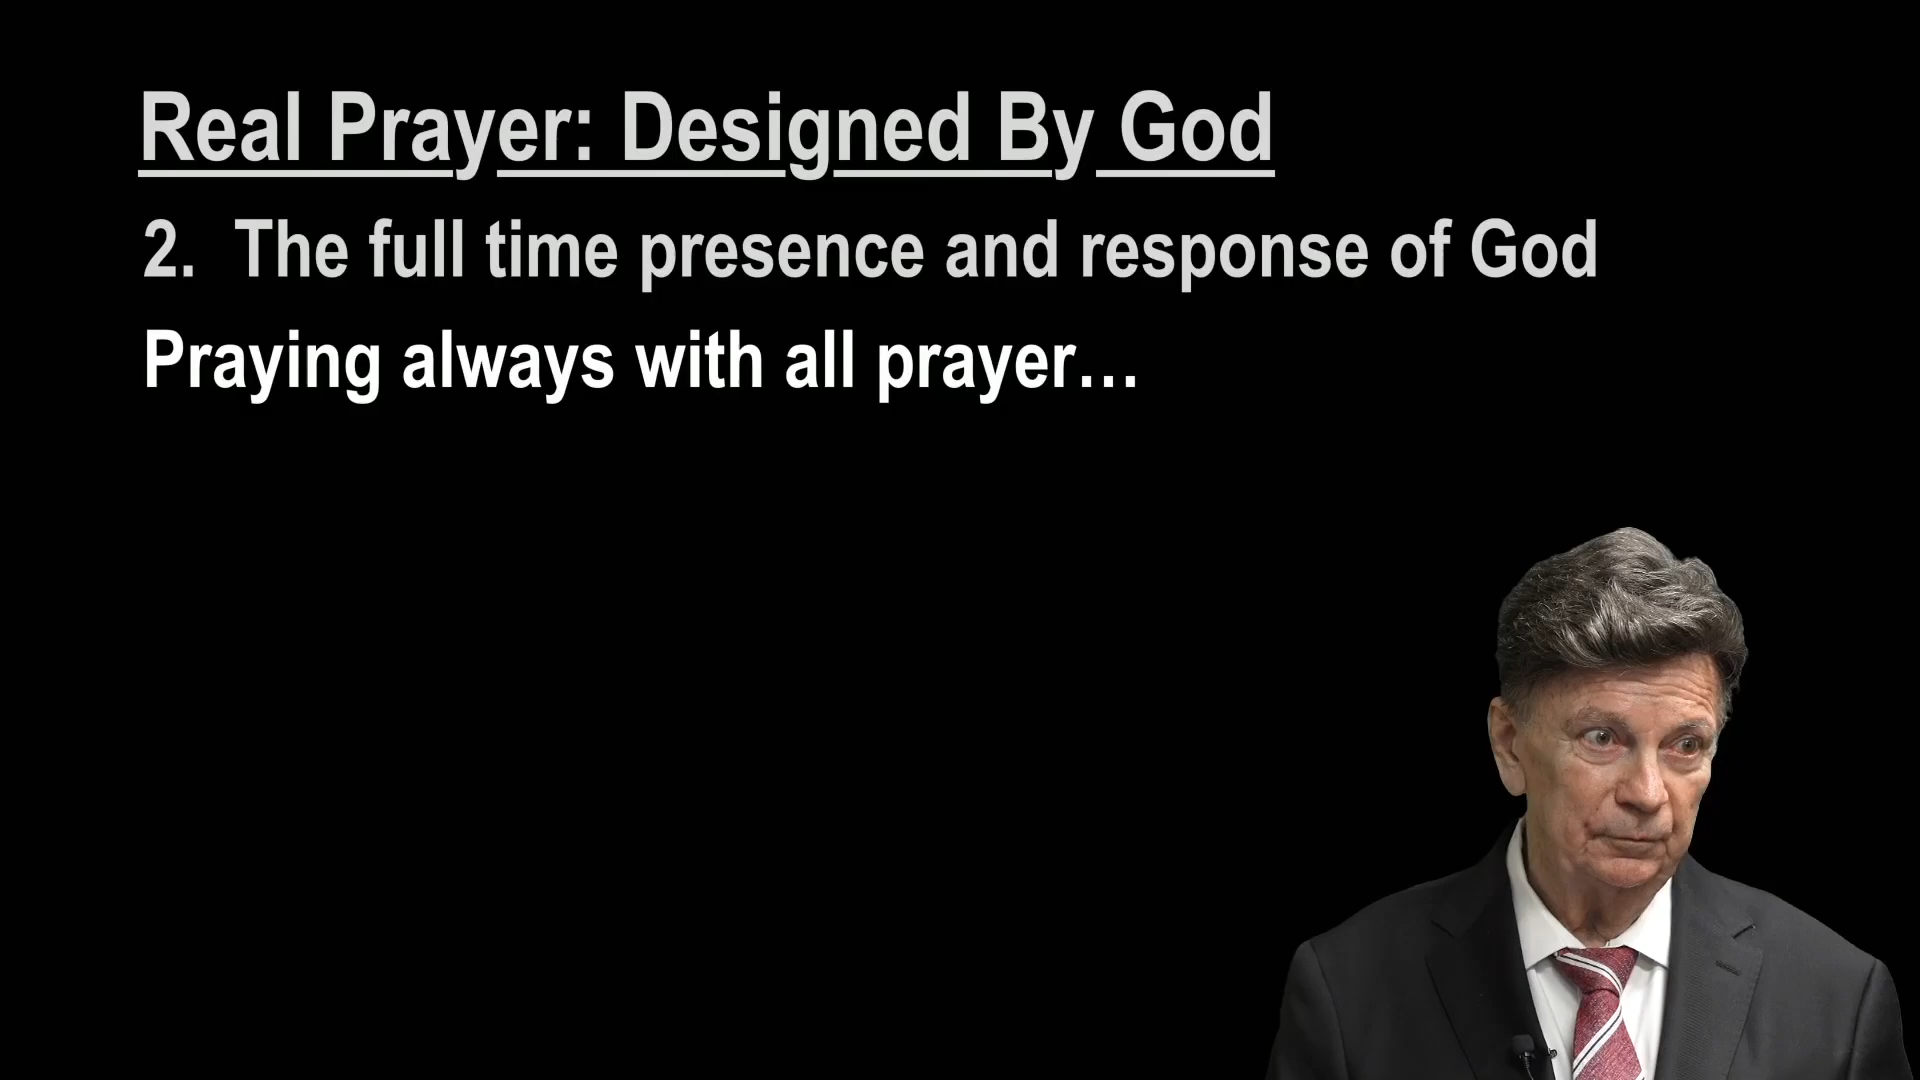 Real Prayer: Designed By God
2. The full time presence and response of God
Praying always with all prayer…